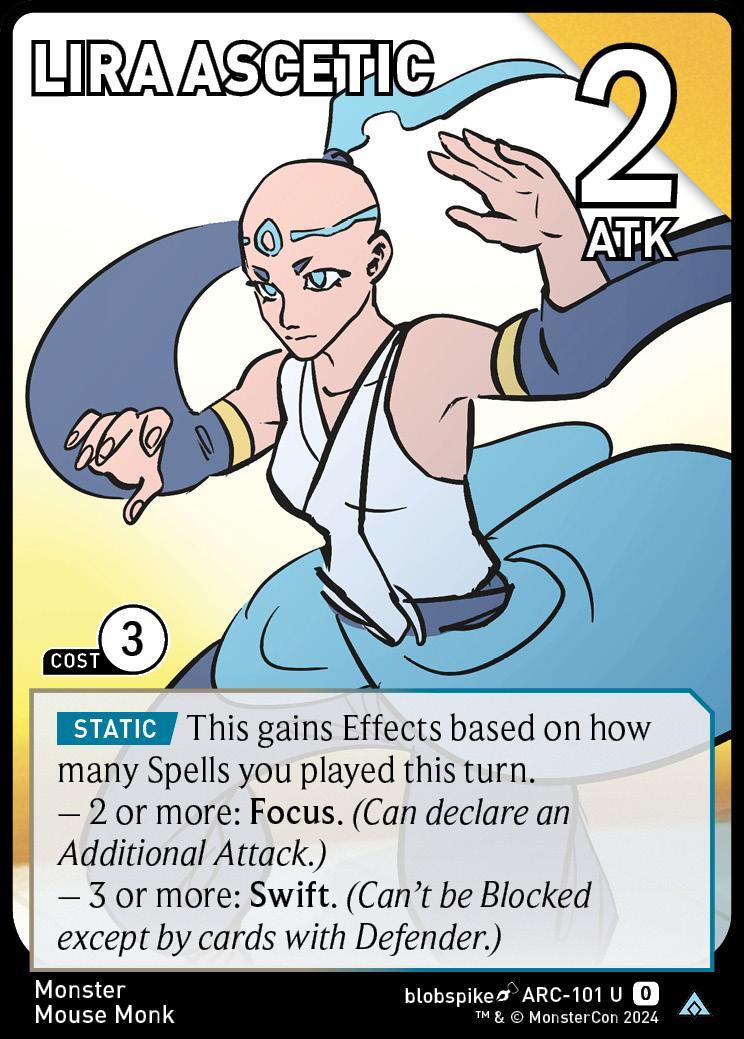 LIRA ASCETIC
2
ATK
COST 3
STATIC This gains Effects based on how
many Spells you played this turn.
– 2 or more: Focus. (Can declare an
Additional Attack.)
– 3 or more: Swift. (Can't be Blocked
except by cards with Defender.)
Monster
Mouse Monk
blobspike ARC-101 U 0
™ & © MonsterCon 2024